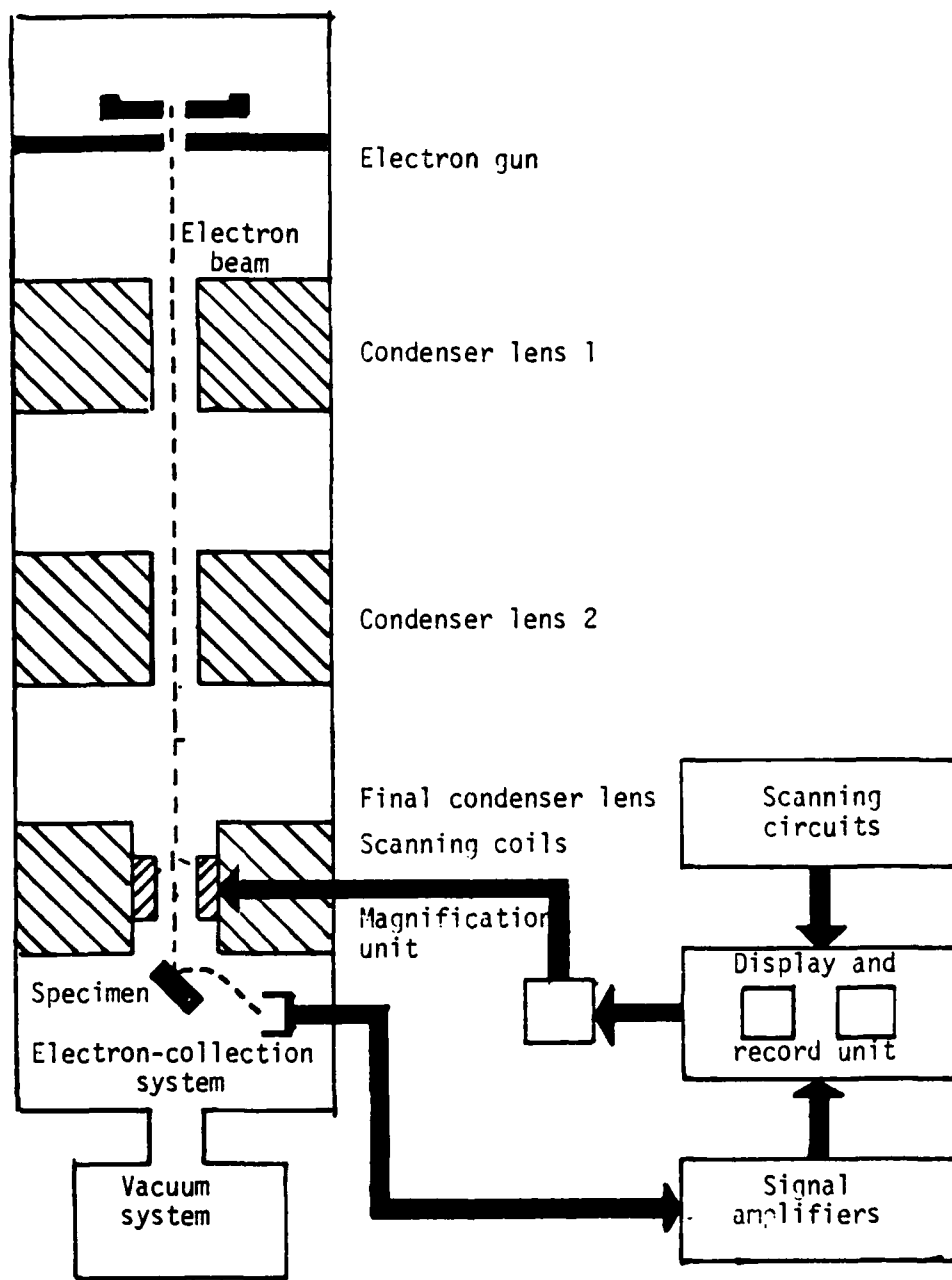 Electron gun
Electron
beam
Condenser lens 1
Condenser lens 2
Final condenser lens
Scanning coils
Magnification
unit
Scanning
circuits
Display and
record unit
Specimen
Electron-collection
system
Vacuum
system
Signal
amplifiers